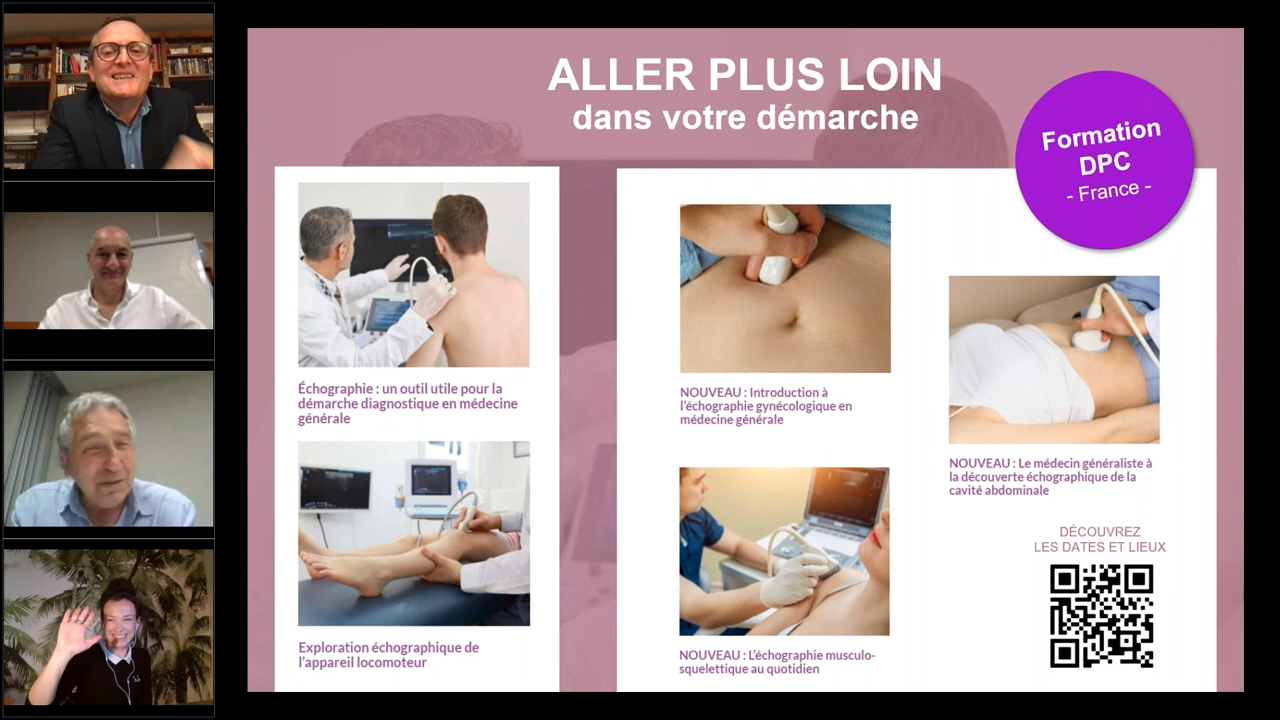 ALLER PLUS LOIN
dans votre démarche
Formation
DPC
- France -
Échographie : un outil utile pour la
démarche diagnostique en médecine
générale
Exploration échographique de
l'appareil locomoteur
NOUVEAU : Introduction à
l'échographie gynécologique en
médecine générale
NOUVEAU : L'échographie musculo-
squelettique au quotidien
NOUVEAU : Le médecin généraliste à
la découverte échographique de la
cavité abdominale
DÉCOUVREZ
LES DATES ET LIEUX